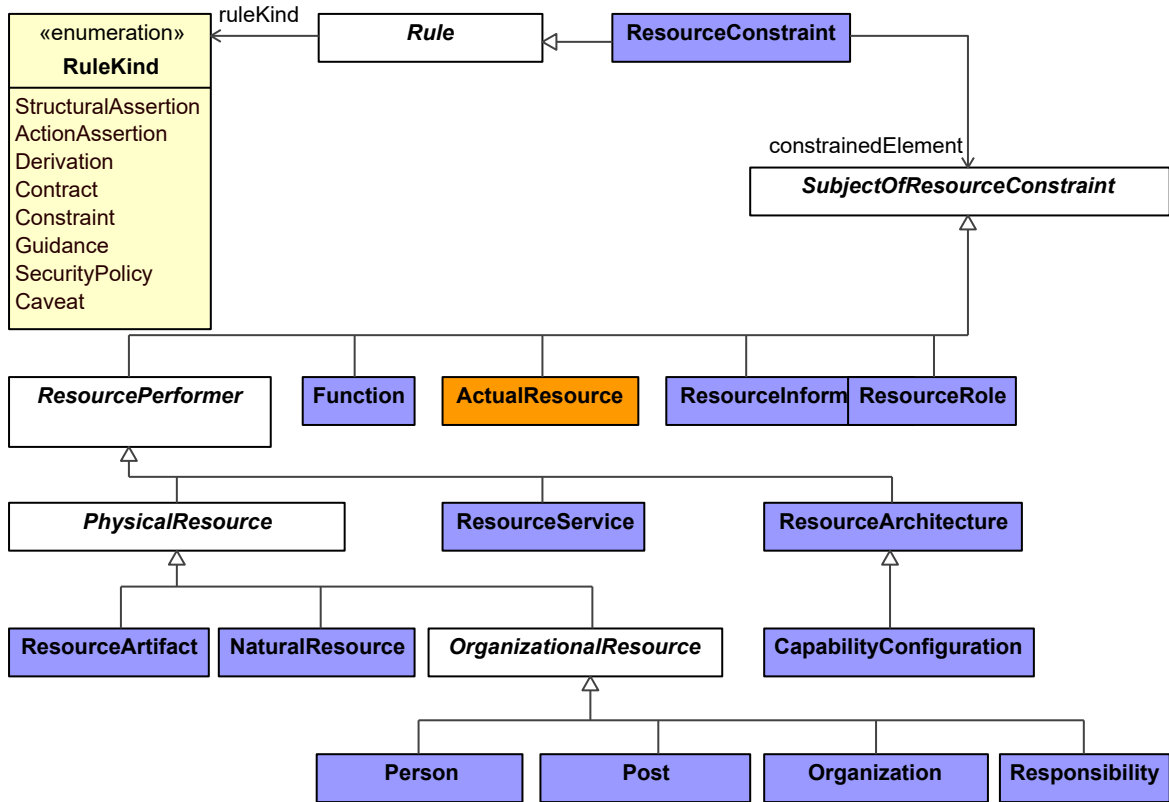 «enumeration»
RuleKind
StructuralAssertion
ActionAssertion
Derivation
Contract
Constraint
Guidance
SecurityPolicy
Caveat
ruleKind
Rule
ResourceConstraint
constrainedElement
SubjectOfResourceConstraint
ResourcePerformer
Function
ActualResource
ResourceInform
ResourceRole
PhysicalResource
ResourceService
ResourceArchitecture
ResourceArtifact
NaturalResource
OrganizationalResource
CapabilityConfiguration
Person
Post
Organization
Responsibility